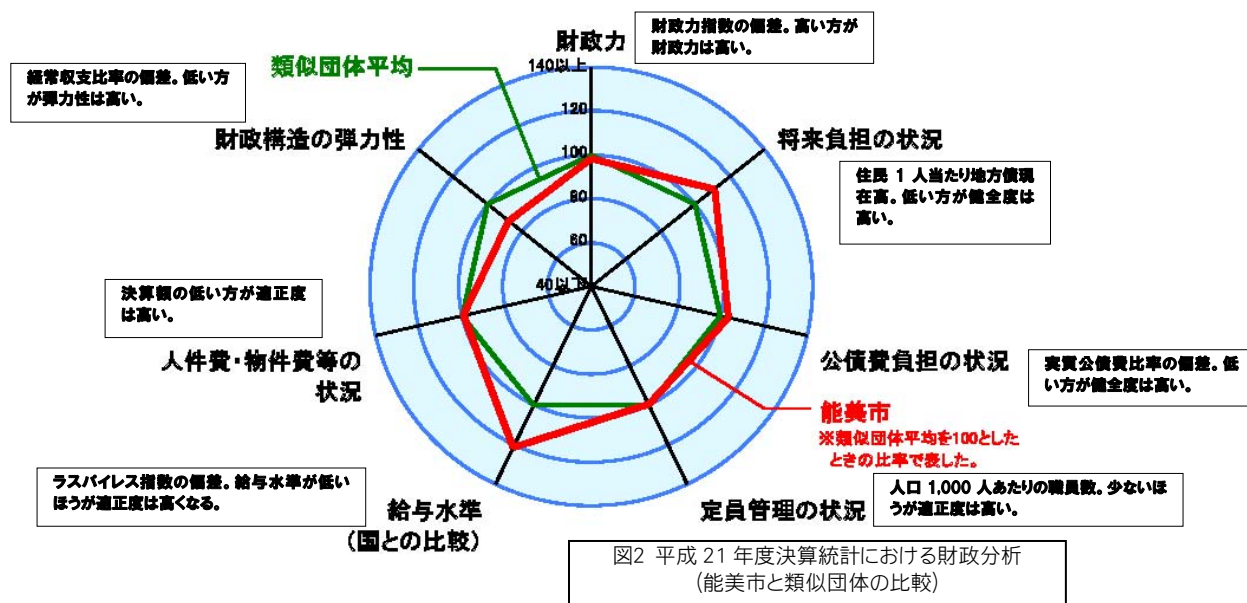 財政力指数の偏差。高い方が
財政力は高い。
財政力
類似団体平均
経常収支比率の偏差。低い方
が弾力性は高い。
140以上
120
100
80
60
40以下
財政構造の弾力性
将来負担の状況
住民 1 人当たり地方債現
在高。低い方が健全度は
高い。
決算額の低い方が適正度
は高い。
人件費・物件費等の
状況
公債費負担の状況
実質公債費比率の偏差。低
い方が健全度は高い。
能美市
※類似団体平均を100とした
ときの比率で表した。
ラスパイレス指数の偏差。給与水準が低い
ほうが適正度は高くなる。
給与水準
(国との比較)
定員管理の状況
人口 1,000 人あたりの職員数。少ないほ
うが適正度は高い。
図2 平成 21 年度決算統計における財政分析
(能美市と類似団体の比較)